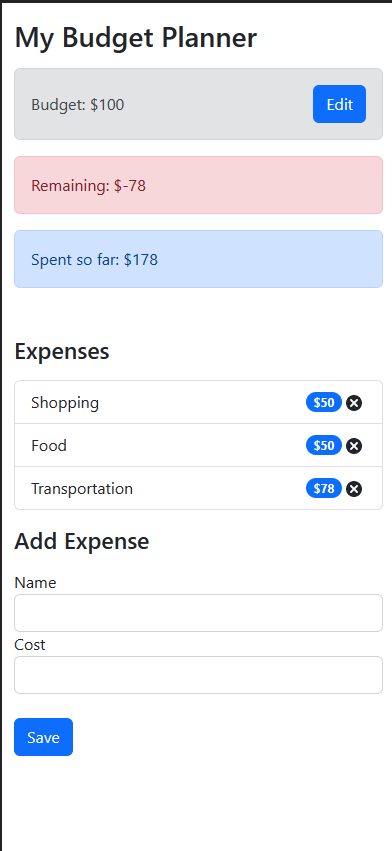 My Budget Planner
Budget: $100 Edit
Remaining: $-78
Spent so far: $178
Expenses
Shopping $50
Food $50
Transportation $78
Add Expense
Name
Cost
Save